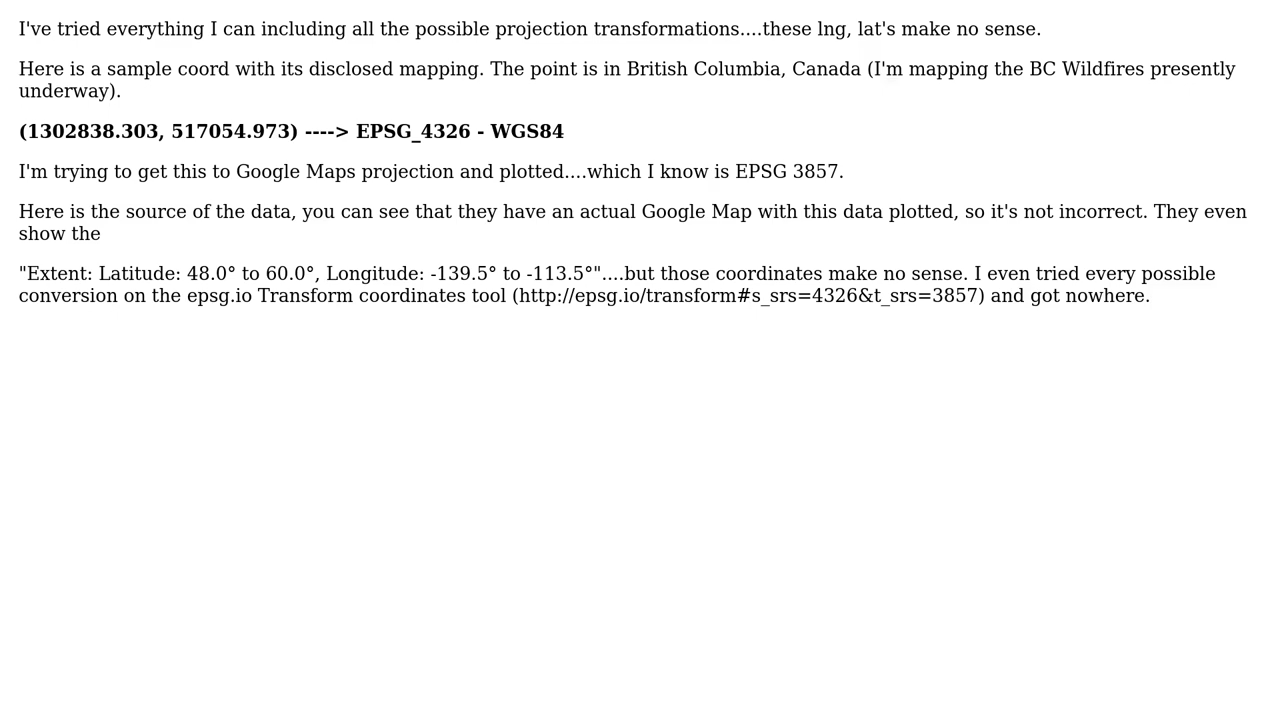 I've tried everything I can including all the possible projection transformations....these lng, lat's make no sense.
Here is a sample coord with its disclosed mapping. The point is in British Columbia, Canada (I'm mapping the BC Wildfires presently
underway).
(1302838.303, 517054.973) ----> EPSG_4326 - WGS84
I'm trying to get this to Google Maps projection and plotted....which I know is EPSG 3857.
Here is the source of the data, you can see that they have an actual Google Map with this data plotted, so it's not incorrect. They even
show the
"Extent: Latitude: 48.0° to 60.0°, Longitude: -139.5° to -113.5°"....but those coordinates make no sense. I even tried every possible
conversion on the epsg.io Transform coordinates tool (http://epsg.io/transform#s_srs=4326&t_srs=3857) and got nowhere.